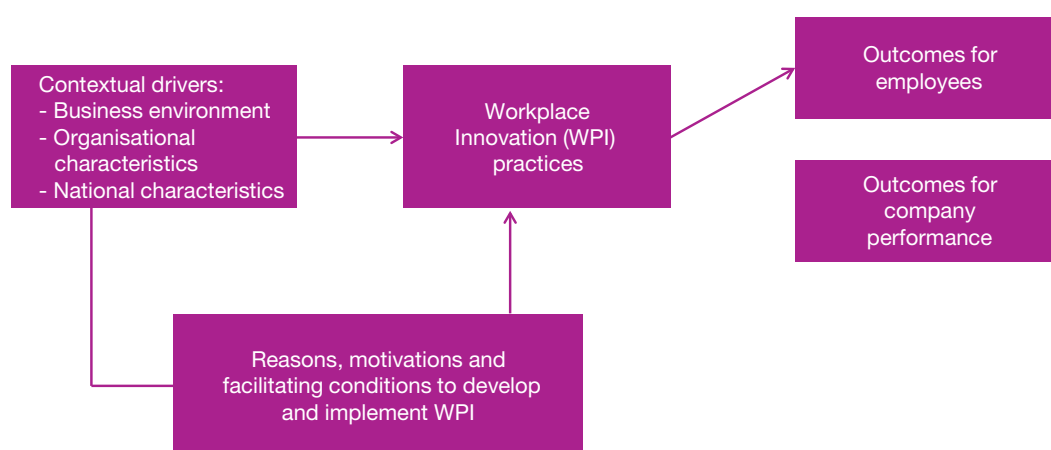 Contextual drivers:
- Business environment
- Organisational
characteristics
- National characteristics
Workplace
Innovation (WPI)
practices
Outcomes for
employees
Outcomes for
company
performance
Reasons, motivations and
facilitating conditions to develop
and implement WPI